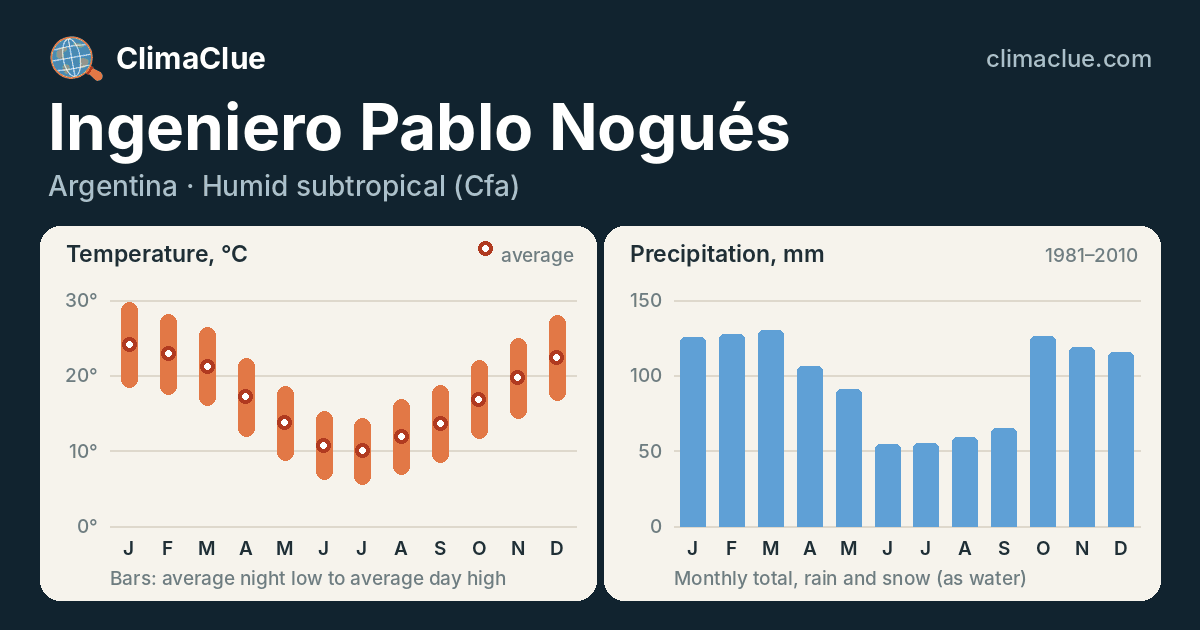 ClimaClue
climaclue.com
Ingeniero Pablo Nogués
Argentina · Humid subtropical (Cfa)
Temperature, °C
average
30°
20°
10°
0°
J F M A M J J A S O N D
Bars: average night low to average day high
Precipitation, mm
1981–2010
150
100
50
0
J F M A M J J A S O N D
Monthly total, rain and snow (as water)